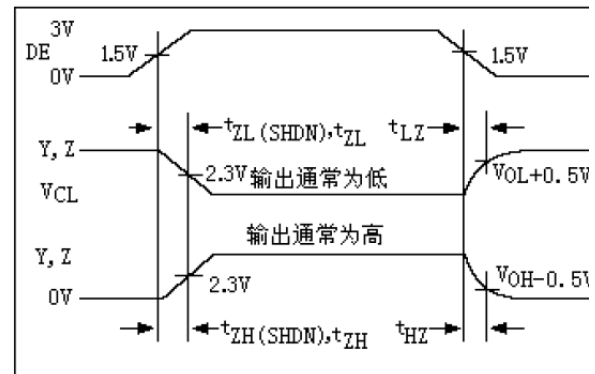 3V
DE
1.5V
1.5V
0V
tZL(SHDN),tZL
tLZ
Y,Z
2.3V
输出通常为低
VOL+0.5V
VCL
输出通常为高
Y,Z
2.3V
VOH-0.5V
0V
tZH(SHDN),tZH
tHZ